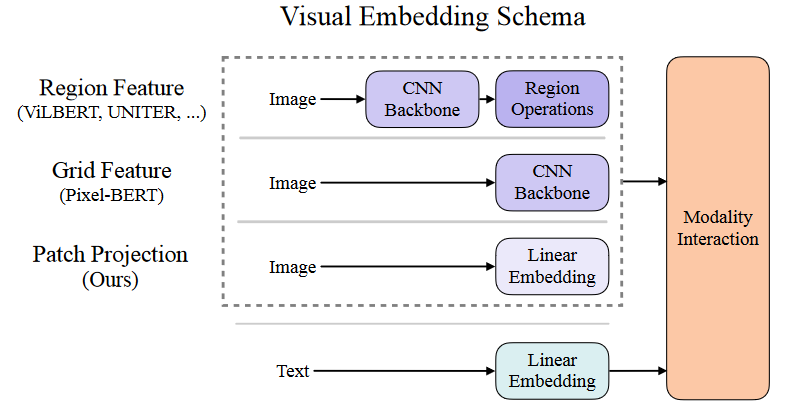 Visual Embedding Schema
Region Feature
(ViLBERT, UNITER, ...)
Image
CNN
Backbone
Region
Operations
Grid Feature
(Pixel-BERT)
Image
CNN
Backbone
Patch Projection
(Ours)
Image
Linear
Embedding
Text
Linear
Embedding
Modality
Interaction